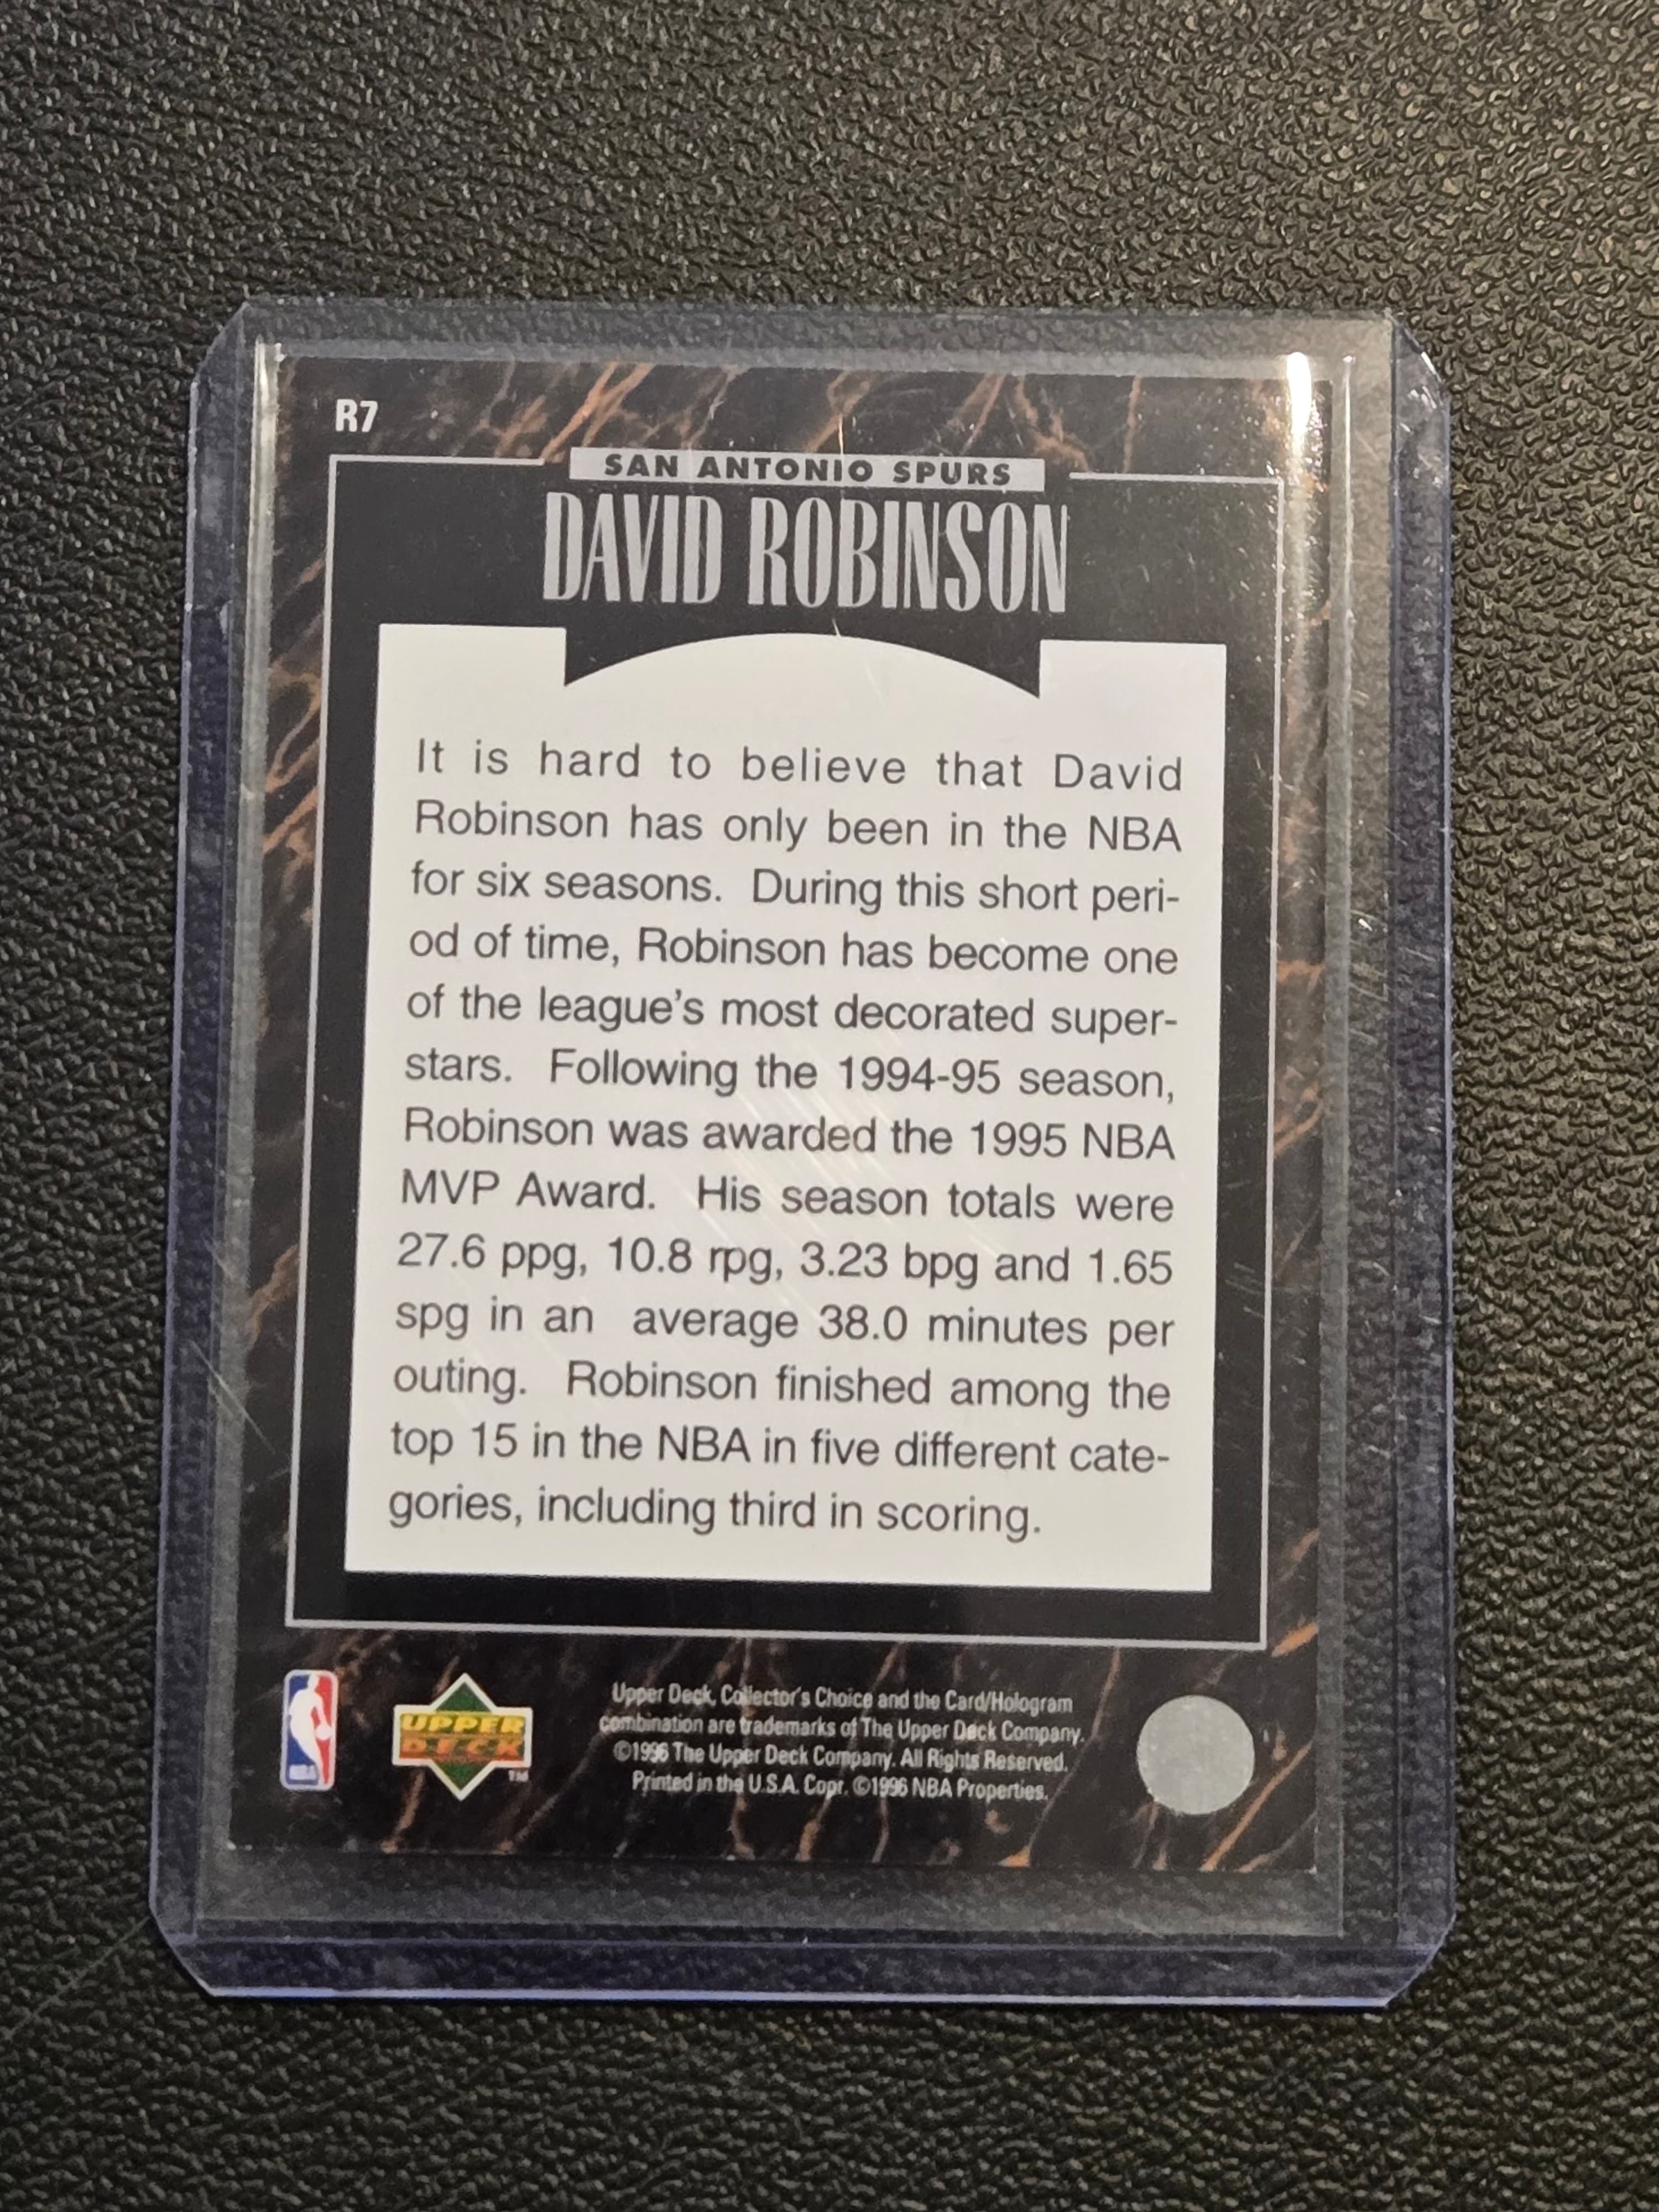 R7
SAN ANTONIO SPURS
DAVID ROBINSON
It is hard to believe that David
Robinson has only been in the NBA
for six seasons. During this short peri-
od of time, Robinson has become one
of the league's most decorated super-
stars. Following the 1994-95 season,
Robinson was awarded the 1995 NBA
MVP Award. His season totals were
27.6 ppg, 10.8 rpg, 3.23 bpg and 1.65
spg in an average 38.0 minutes per
outing. Robinson finished among the
top 15 in the NBA in five different cate-
gories, including third in scoring.
NBA
UPPER
DECK
TM
Upper Deck, Collector's Choice and the Card/Hologram
combination are trademarks of The Upper Deck Company.
©1996 The Upper Deck Company. All Rights Reserved.
Printed in the U.S.A. Copr. ©1996 NBA Properties.